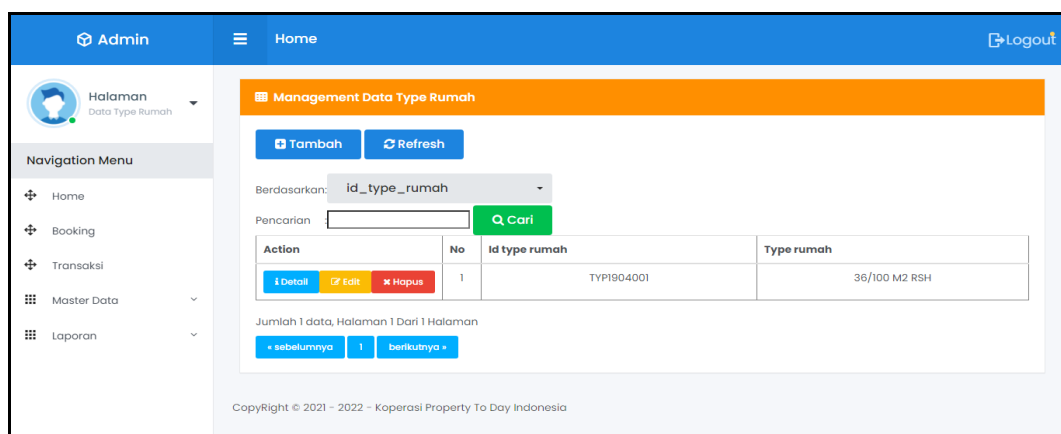 Admin
Home
Logout
Halaman
Data Type Rumah
Navigation Menu
Home
Booking
Transaksi
Master Data
Laporan
Management Data Type Rumah
Tambah
Refresh
Berdasarkan: id_type_rumah
Pencarian : Cari
Action No Id type rumah Type rumah
Detail Edit Hapus 1 TYP1904001 36/100 M2 RSH
Jumlah 1 data, Halaman 1 Dari 1 Halaman
« sebelumnya 1 berikutnya »
CopyRight © 2021 - 2022 - Koperasi Property To Day Indonesia